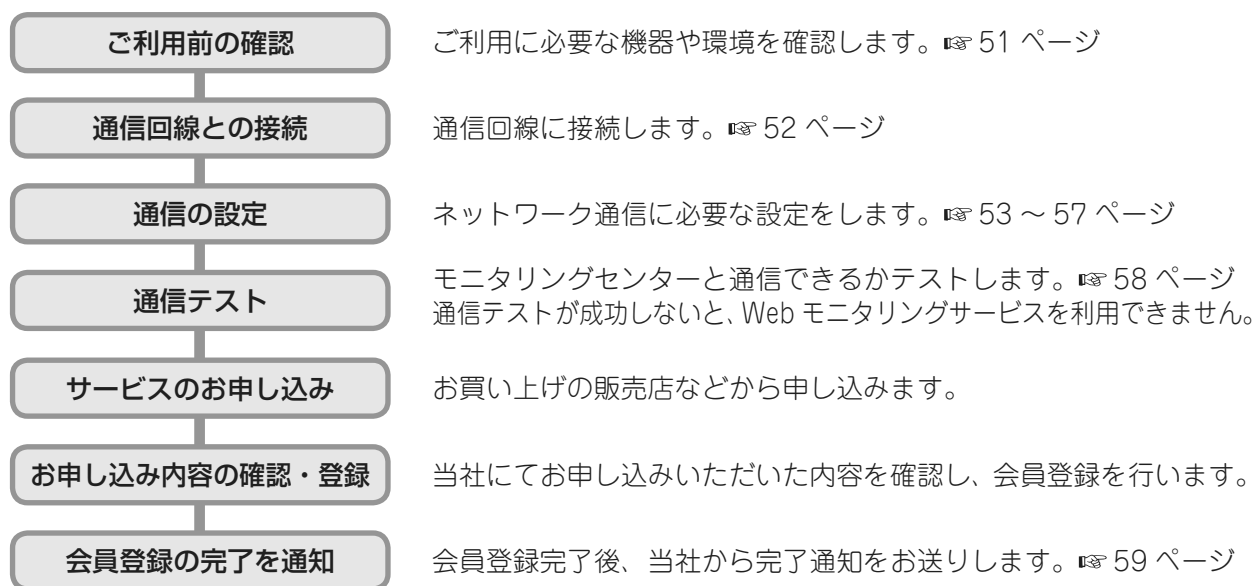 ご利用前の確認
ご利用に必要な機器や環境を確認します。☞ 51 ページ
通信回線との接続
通信回線に接続します。☞ 52 ページ
通信の設定
ネットワーク通信に必要な設定をします。☞ 53 ～ 57 ページ
通信テスト
モニタリングセンターと通信できるかテストします。☞ 58 ページ
通信テストが成功しないと、Web モニタリングサービスを利用できません。
サービスのお申し込み
お買い上げの販売店などから申し込みます。
お申し込み内容の確認・登録
当社にてお申し込みいただいた内容を確認し、会員登録を行います。
会員登録の完了を通知
会員登録完了後、当社から完了通知をお送りします。☞ 59 ページ